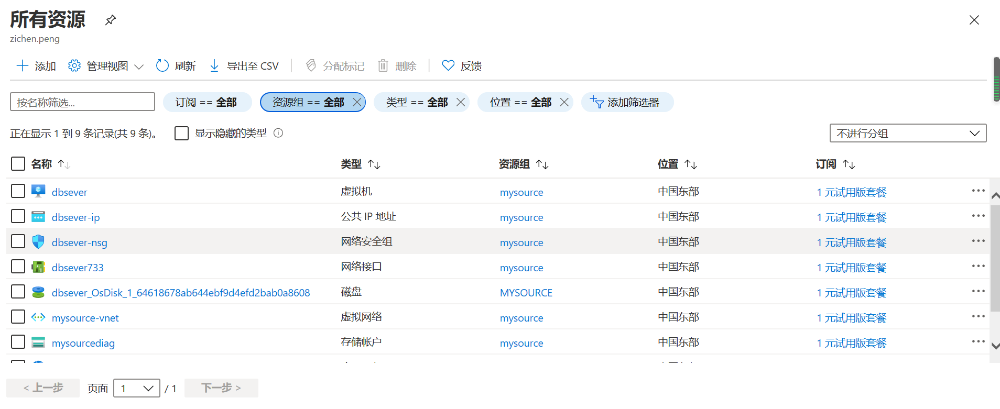 所有资源
zichen.peng
添加 管理视图 刷新 导出至 CSV 分配标记 删除 反馈
按名称筛选... 订阅 == 全部 资源组 == 全部 类型 == 全部 位置 == 全部 添加筛选器
正在显示 1 到 9 条记录(共 9 条)。 显示隐藏的类型 不进行分组
名称 类型 资源组 位置 订阅
dbsever 虚拟机 mysource 中国东部 1 元试用版套餐
dbsever-ip 公共 IP 地址 mysource 中国东部 1 元试用版套餐
dbsever-nsg 网络安全组 mysource 中国东部 1 元试用版套餐
dbsever733 网络接口 mysource 中国东部 1 元试用版套餐
dbsever_OsDisk_1_64618678ab644ebf9d4efd2bab0a8608 磁盘 MYSOURCE 中国东部 1 元试用版套餐
mysource-vnet 虚拟网络 mysource 中国东部 1 元试用版套餐
mysourcediag 存储帐户 mysource 中国东部 1 元试用版套餐
< 上一步 页面 1 / 1 下一步 >